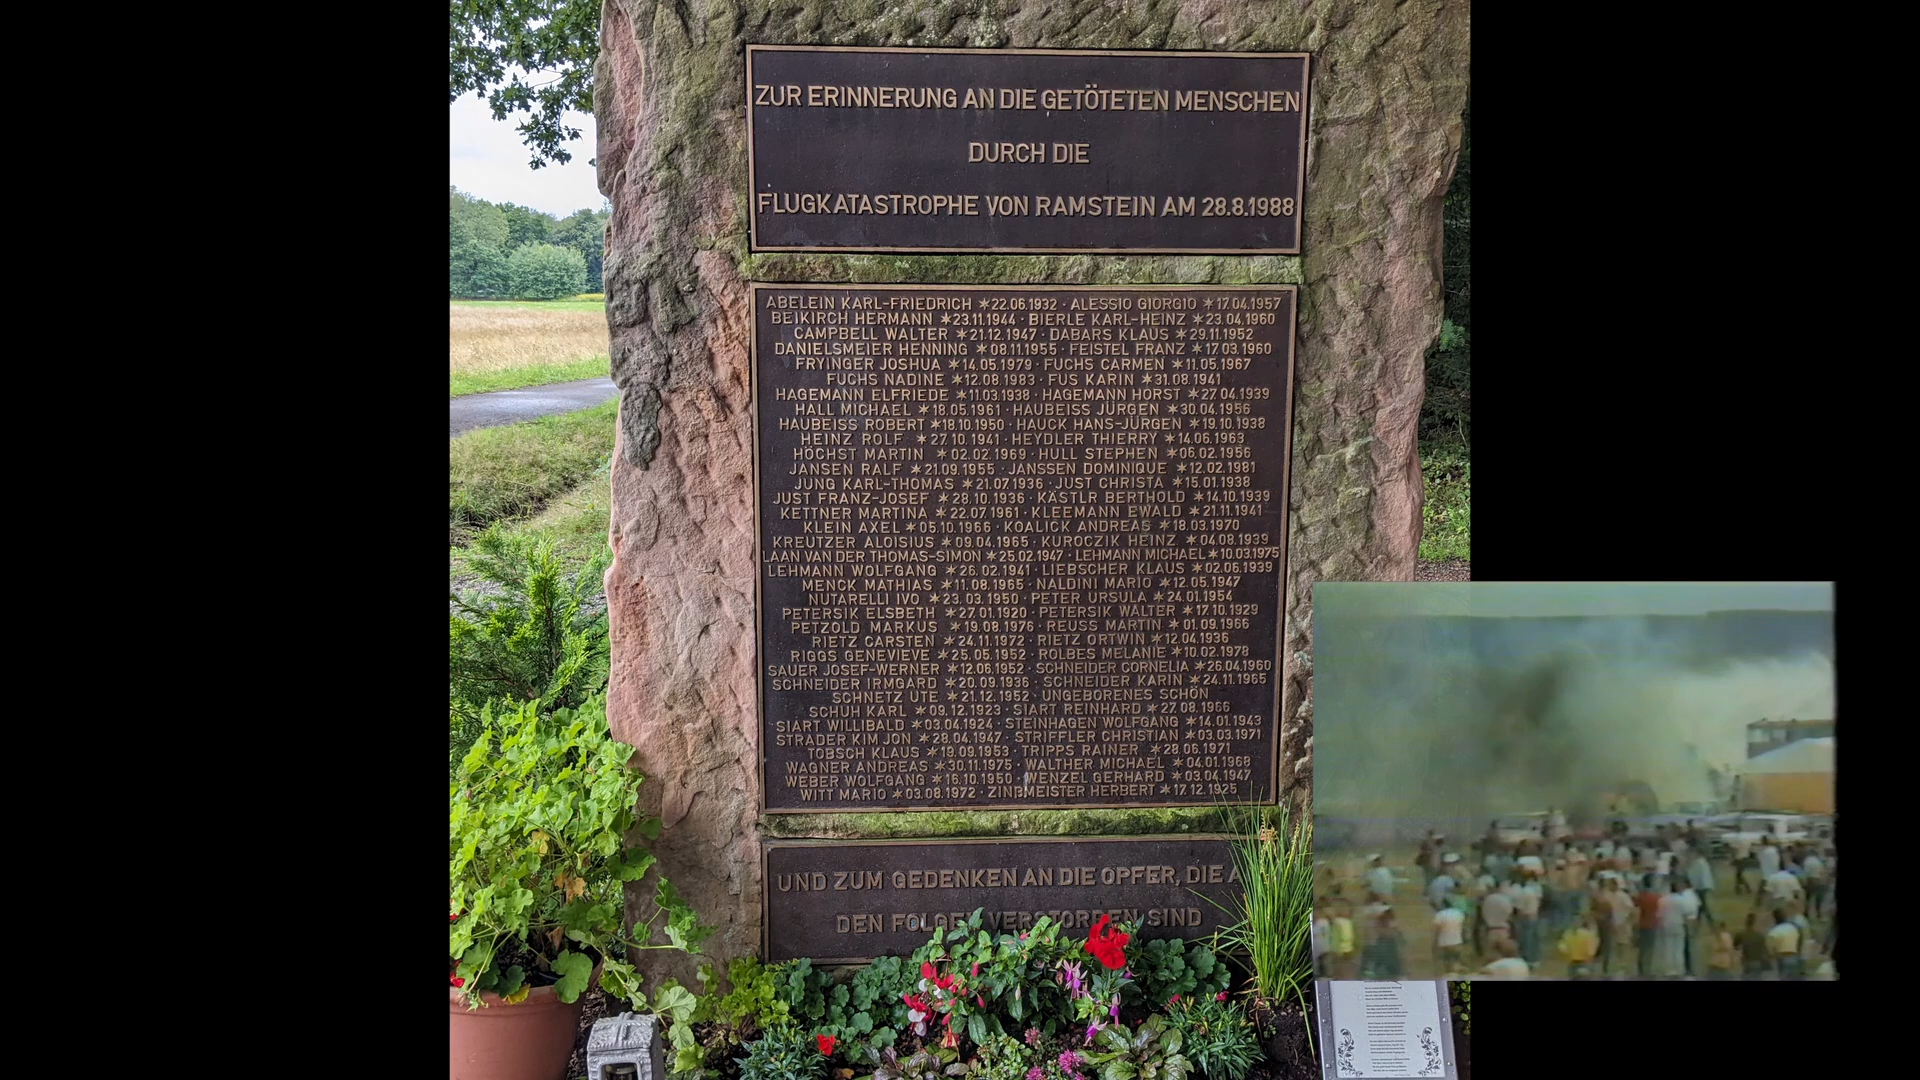 ZUR ERINNERUNG AN DIE GETÖTETEN MENSCHEN
DURCH DIE
FLUGKATASTROPHE VON RAMSTEIN AM 28.8.1988
ABELEIN KARL-FRIEDRICH ✶22.06.1932 · ALESSIO GIORGIO ✶17.04.1957
BEIKIRCH HERMANN ✶23.11.1944 · BIERLE KARL-HEINZ ✶23.04.1960
CAMPBELL WALTER ✶21.12.1947 · DABARS KLAUS ✶29.11.1952
DANIELSMEIER HENNING ✶08.11.1955 · FEISTEL FRANZ ✶17.03.1960
FRYINGER JOSHUA ✶14.05.1979 · FUCHS CARMEN ✶11.05.1967
FUCHS NADINE ✶12.08.1983 · FUS KARIN ✶31.08.1941
HAGEMANN ELFRIEDE ✶11.03.1938 · HAGEMANN HORST ✶27.04.1939
HALL MICHAEL ✶18.05.1961 · HAUBEISS JÜRGEN ✶30.04.1956
HAUBEISS ROBERT ✶18.10.1950 · HAUCK HANS-JÜRGEN ✶19.10.1938
HEINZ ROLF ✶27.10.1941 · HEYDLER THIERRY ✶14.06.1963
HÖCHST MARTIN ✶02.02.1969 · HULL STEPHEN ✶06.02.1956
JANSEN RALF ✶21.09.1955 · JANSSEN DOMINIQUE ✶12.02.1981
JUNG KARL-THOMAS ✶21.07.1936 · JUST CHRISTA ✶15.01.1938
JUST FRANZ-JOSEF ✶28.10.1936 · KÄSTLR BERTHOLD ✶14.10.1939
KETTNER MARTINA ✶22.07.1961 · KLEEMANN EWALD ✶21.11.1941
KLEIN AXEL ✶05.10.1966 · KOALICK ANDREAS ✶18.03.1970
KREUTZER ALOISIUS ✶09.04.1965 · KUROCZIK HEINZ ✶04.08.1939
LAAN VAN DER THOMAS-SIMON ✶25.02.1947 · LEHMANN MICHAEL ✶10.03.1975
LEHMANN WOLFGANG ✶26.02.1941 · LIEBSCHER KLAUS ✶02.06.1939
MENCK MATHIAS ✶11.08.1965 · NALDINI MARIO ✶12.05.1947
NUTARELLI IVO ✶23.03.1950 · PETER URSULA ✶24.01.1954
PETERSIK ELSBETH ✶27.01.1920 · PETERSIK WALTER ✶17.10.1929
PETZOLD MARKUS ✶19.08.1976 · REUSS MARTIN ✶01.09.1966
RIETZ CARSTEN ✶24.11.1972 · RIETZ ORTWIN ✶12.04.1936
RIGGS GENEVIEVE ✶25.05.1952 · ROLBES MELANIE ✶10.02.1978
SAUER JOSEF-WERNER ✶12.06.1952 · SCHNEIDER CORNELIA ✶26.04.1960
SCHNEIDER IRMGARD ✶20.09.1936 · SCHNEIDER KARIN ✶24.11.1965
SCHNETZ UTE ✶21.12.1952 · UNGEBORENES SCHÖN
SCHUH KARL ✶09.12.1923 · SIART REINHARD ✶27.08.1966
SIART WILLIBALD ✶03.04.1924 · STEINHAGEN WOLFGANG ✶14.01.1943
STRADER KIM JON ✶28.04.1947 · STRIFFLER CHRISTIAN ✶03.03.1971
TOBSCH KLAUS ✶19.09.1953 · TRIPPS RAINER ✶28.06.1971
WAGNER ANDREAS ✶30.11.1975 · WALTHER MICHAEL ✶04.01.1968
WEBER WOLFGANG ✶16.10.1950 · WENZEL GERHARD ✶03.04.1947
WITT MARIO ✶03.08.1972 · ZINßMEISTER HERBERT ✶17.12.1925
UND ZUM GEDENKEN AN DIE OPFER, DIE A
DEN FOLGEN VERSTORBEN SIND